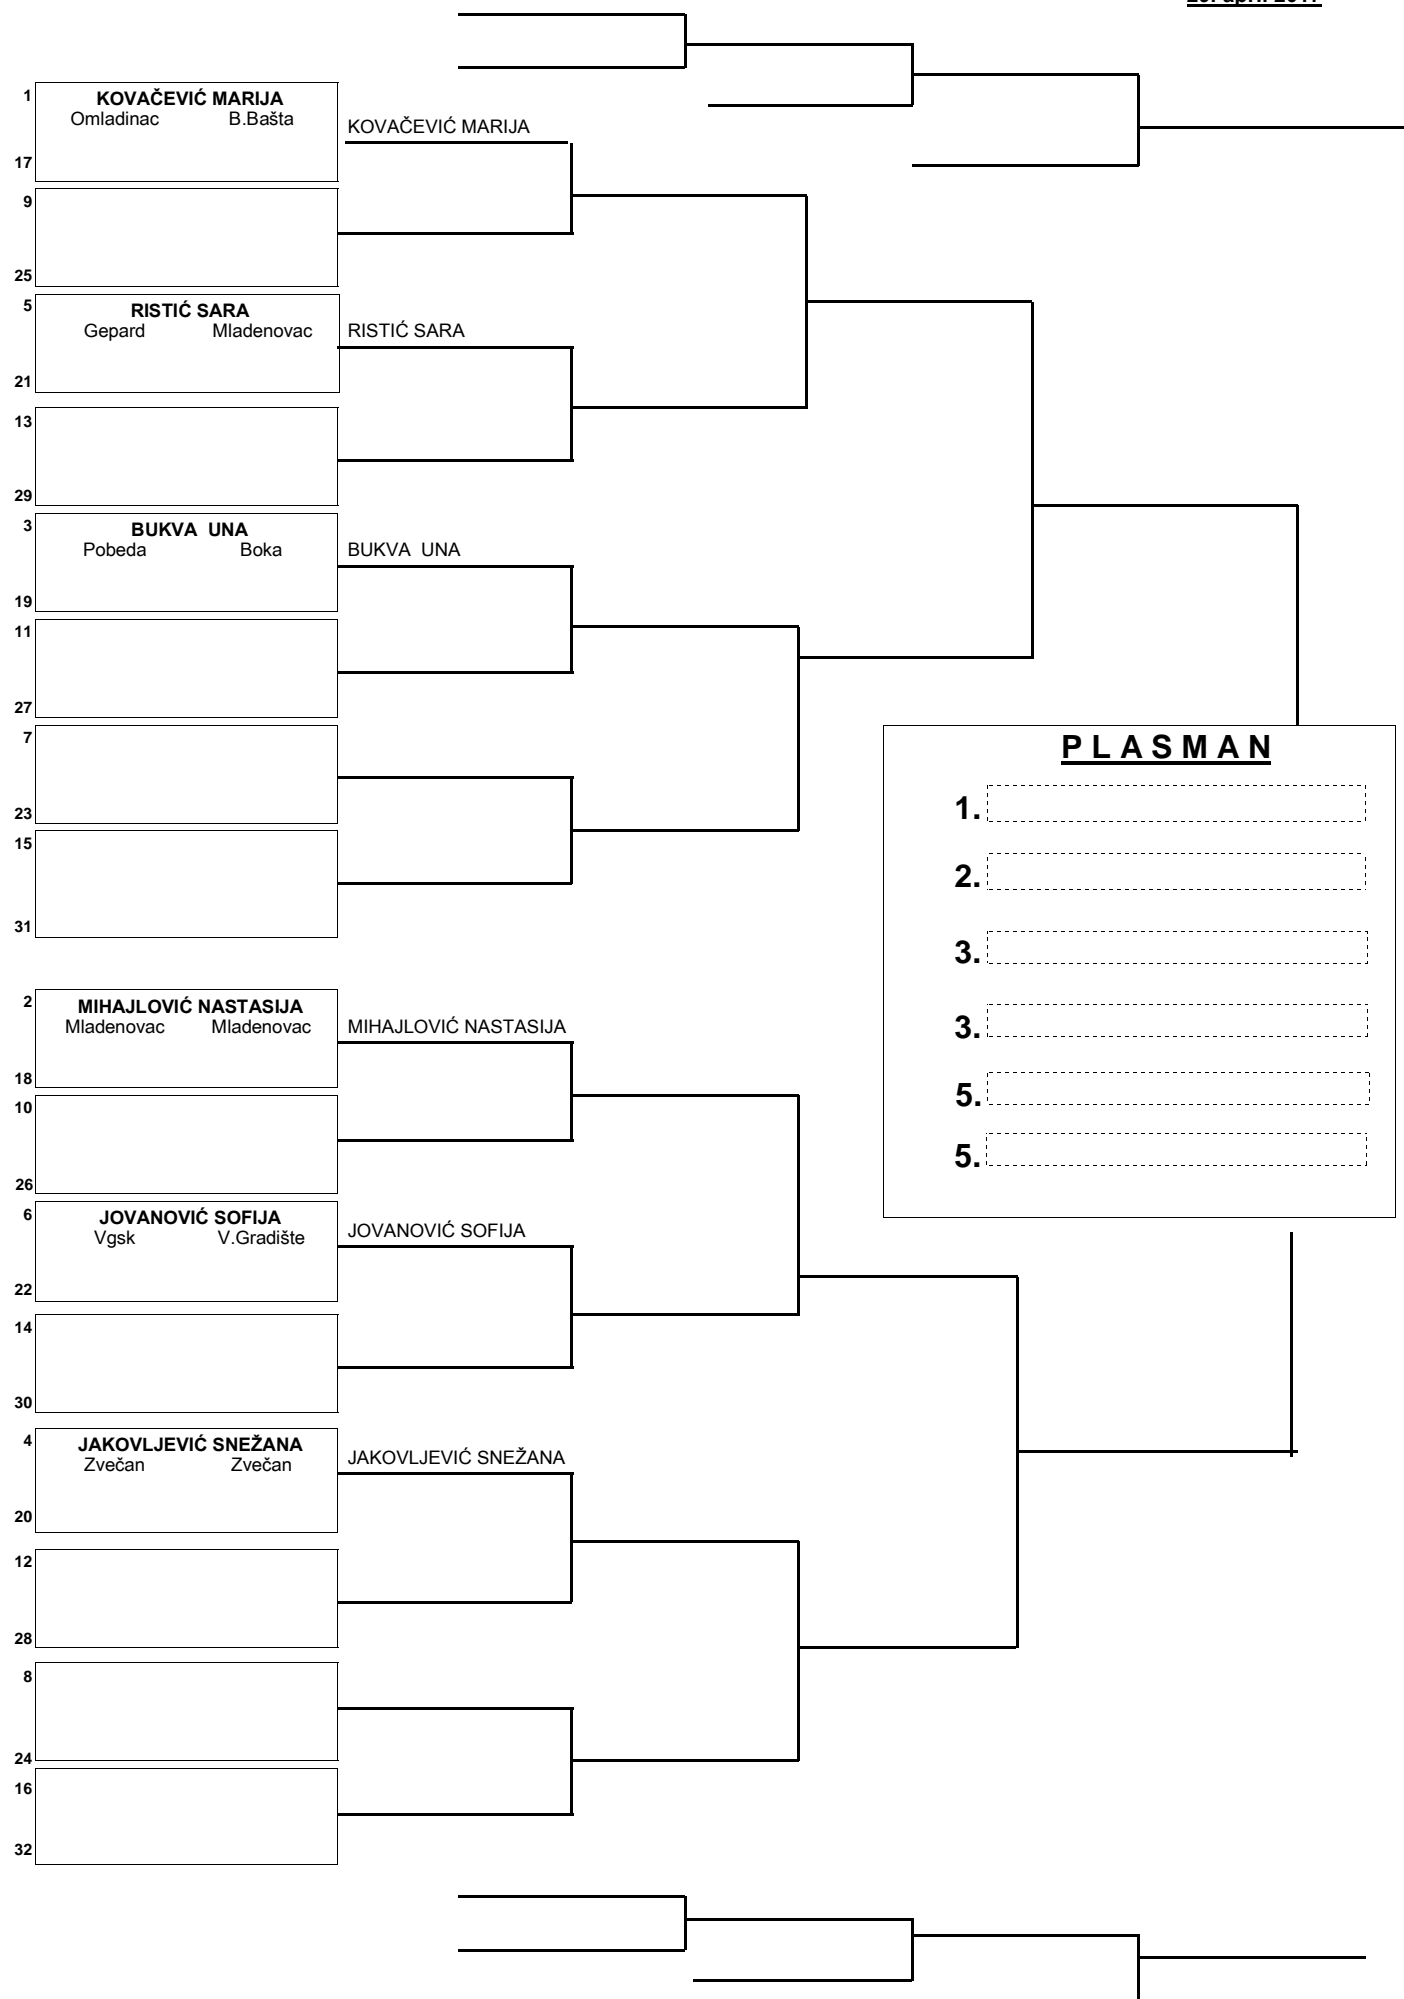 1
KOVAČEVIĆ MARIJA
Omladinac B.Bašta
KOVAČEVIĆ MARIJA
17
9
25
5
RISTIĆ SARA
Gepard Mladenovac
RISTIĆ SARA
21
13
29
3
BUKVA UNA
Pobeda Boka
BUKVA UNA
19
11
27
7
23
15
31
PLASMAN
1.
2.
3.
3.
5.
5.
2
MIHAJLOVIĆ NASTASIJA
Mladenovac Mladenovac
MIHAJLOVIĆ NASTASIJA
18
10
26
6
JOVANOVIĆ SOFIJA
Vgsk V.Gradište
JOVANOVIĆ SOFIJA
22
14
30
4
JAKOVLJEVIĆ SNEŽANA
Zvečan Zvečan
JAKOVLJEVIĆ SNEŽANA
20
12
28
8
24
16
32